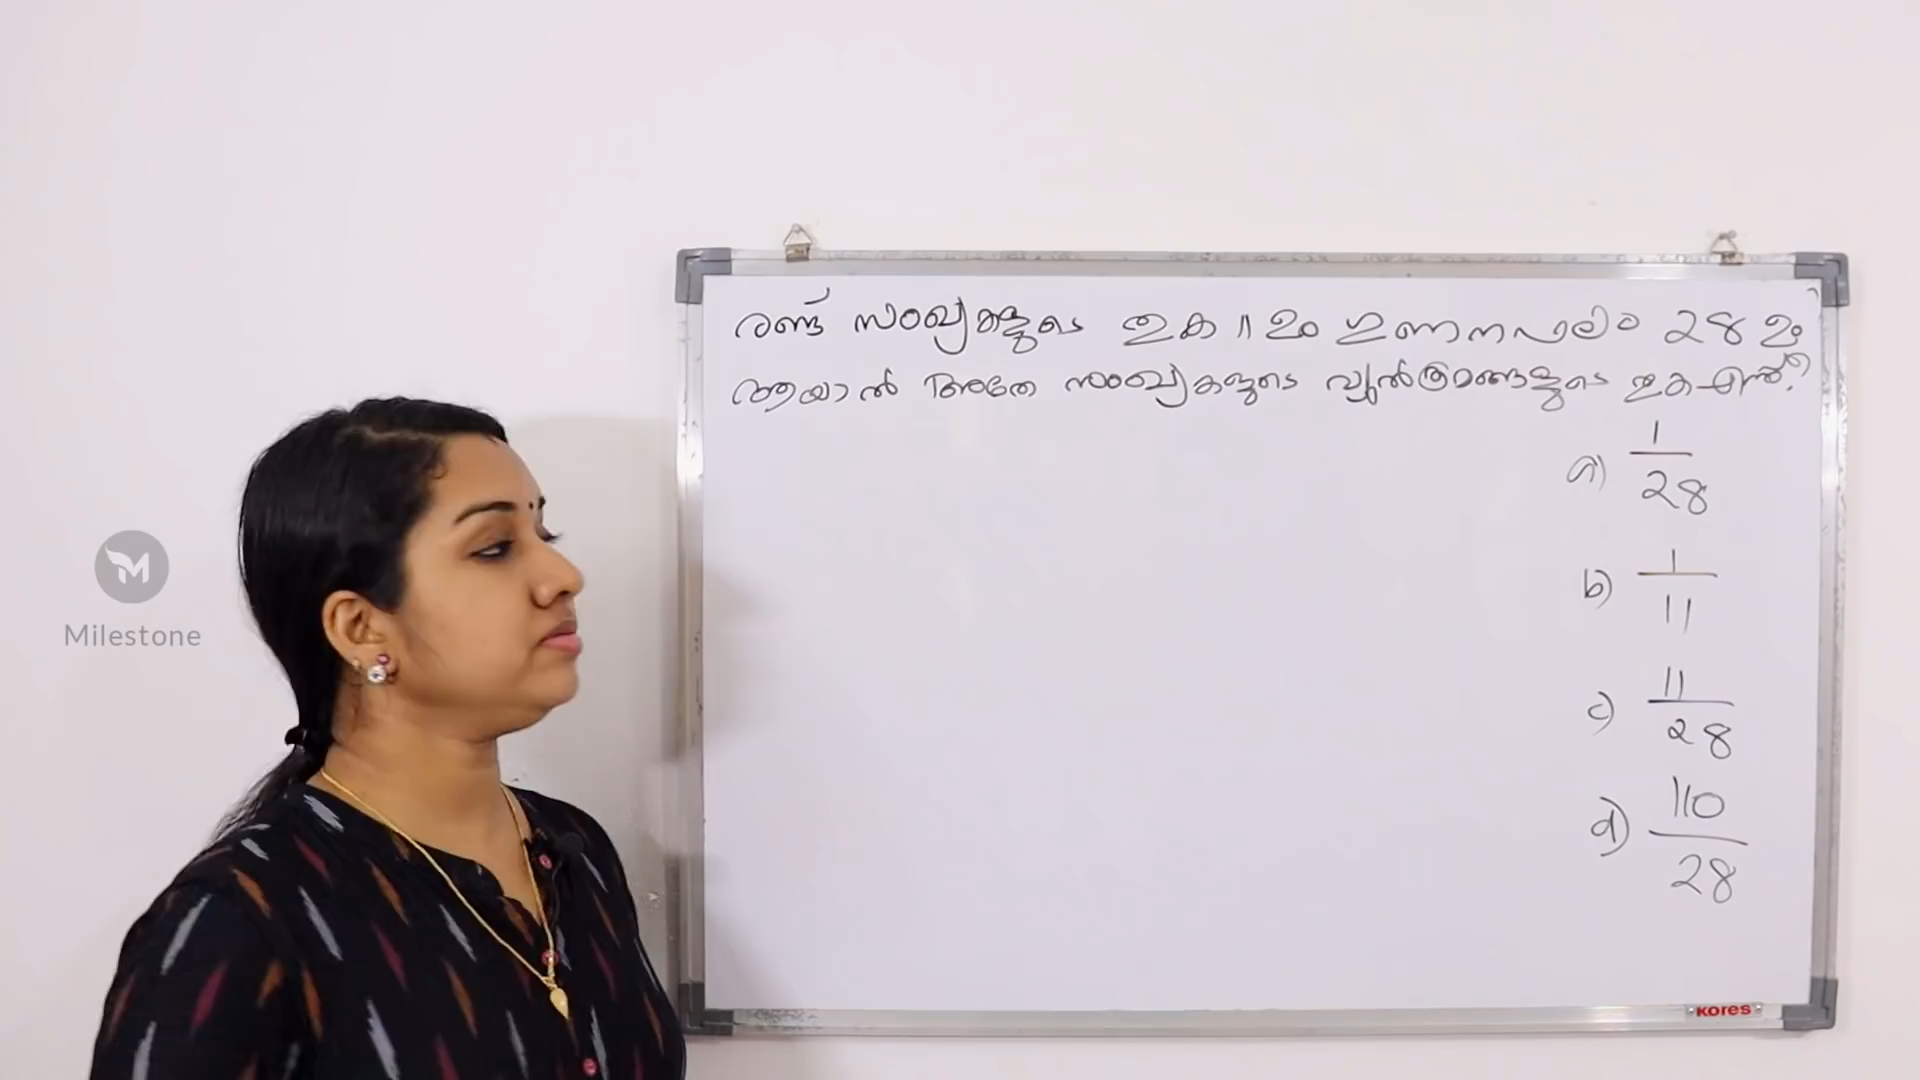 രണ്ട് സംഖ്യകളുടെ തുക 11 ഉം ഗുണനഫലം 28 ഉം
ആയാൽ അതേ സംഖ്യകളുടെ വ്യുൽക്രമങ്ങളുടെ തുക എന്ത്?
a) 1/28
b) 1/11
c) 11/28
d) 110/28
M
Milestone
kores